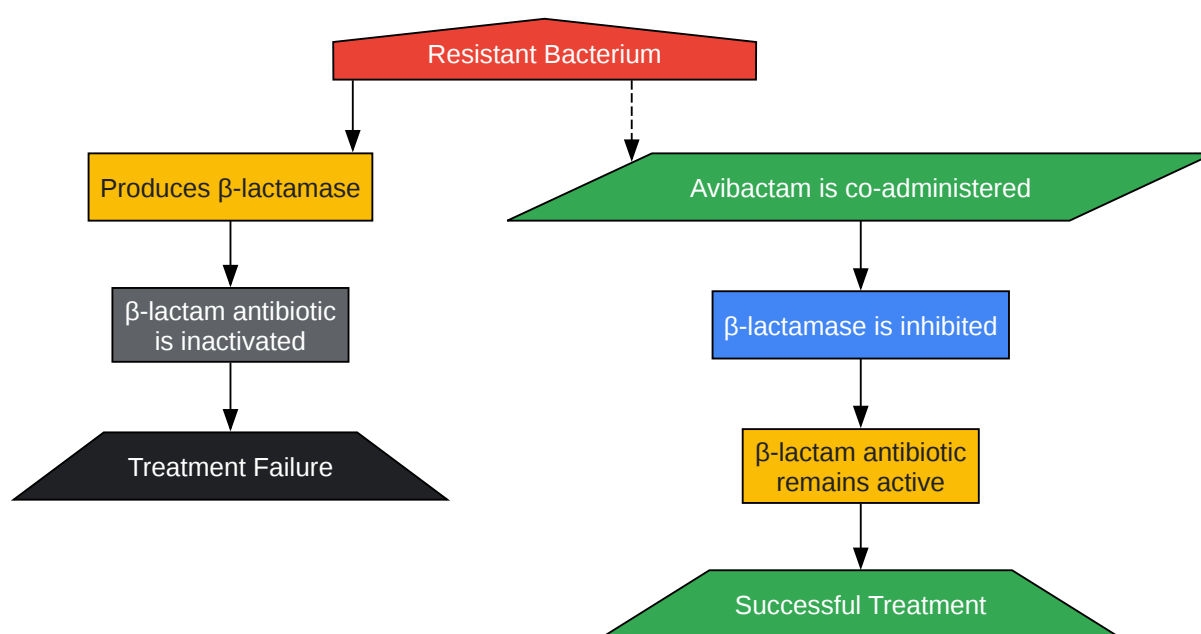 Resistant Bacterium
Produces β-lactamase
Avibactam is co-administered
β-lactam antibiotic
is inactivated
β-lactamase is inhibited
Treatment Failure
β-lactam antibiotic
remains active
Successful Treatment